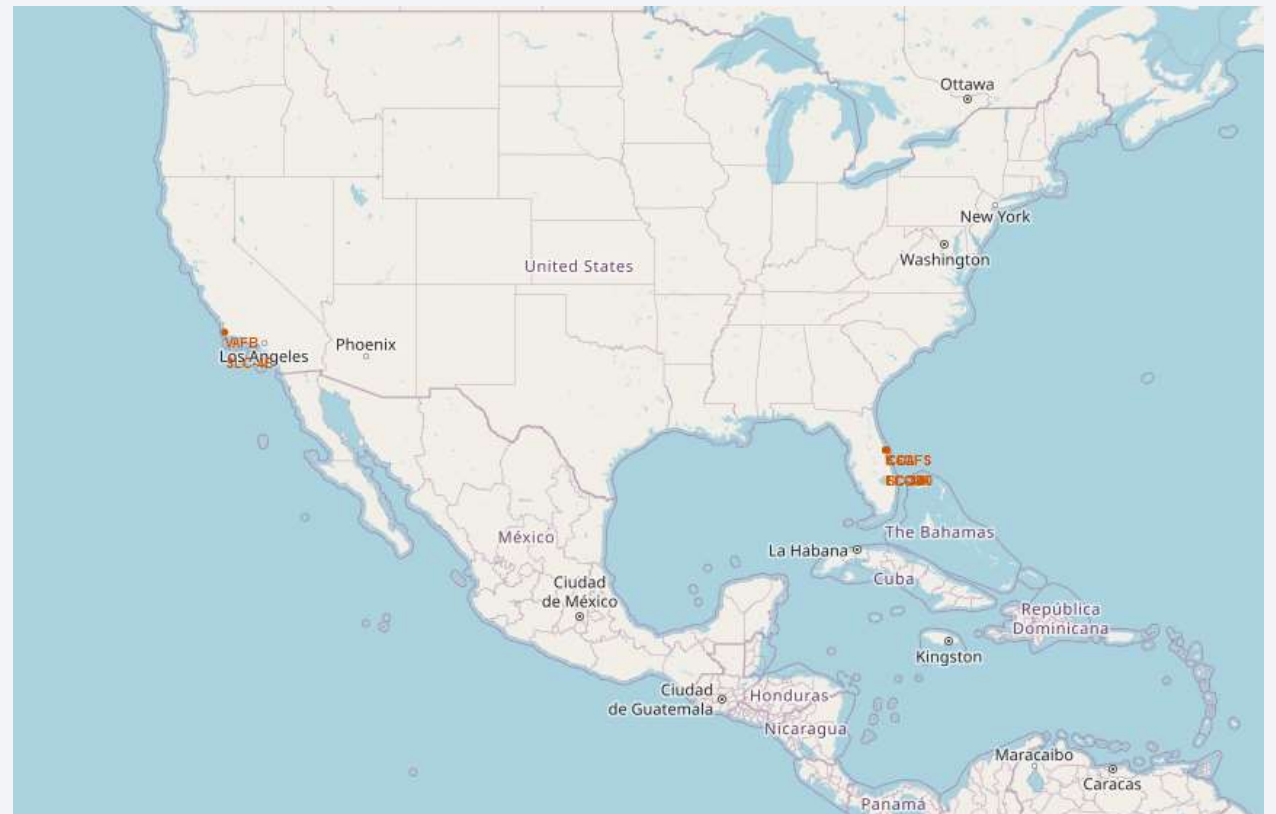 Ottawa
New York
Washington
United States
VAFB
Phoenix
Los Angeles
SLC-4E
The Bahamas
México
La Habana
Cuba
Ciudad
de México
República
Dominicana
Kingston
Ciudad
de Guatemala
Honduras
Nicaragua
Maracaibo
Caracas
Panamá